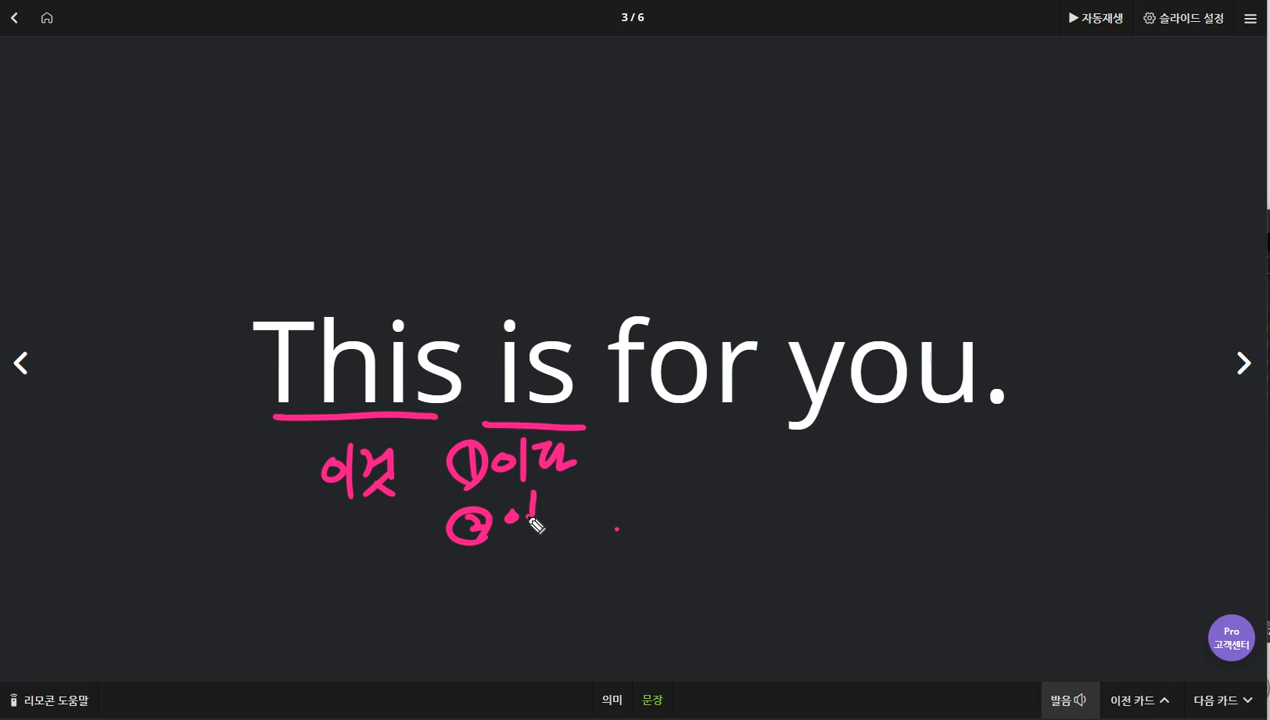 3 / 6
자동재생
슬라이드 설정
This is for you.
이것 ①이다
②
Pro
고객센터
리모콘 도움말
의미
문장
발음
이전 카드
다음 카드